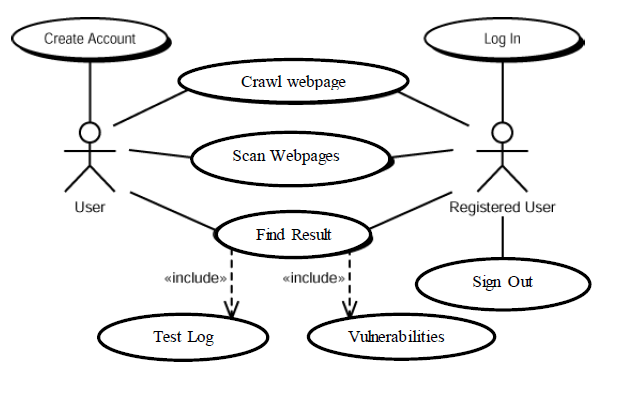 Create Account
Log In
Crawl webpage
Scan Webpages
User
Registered User
Find Result
«include»
«include»
Sign Out
Test Log
Vulnerabilities